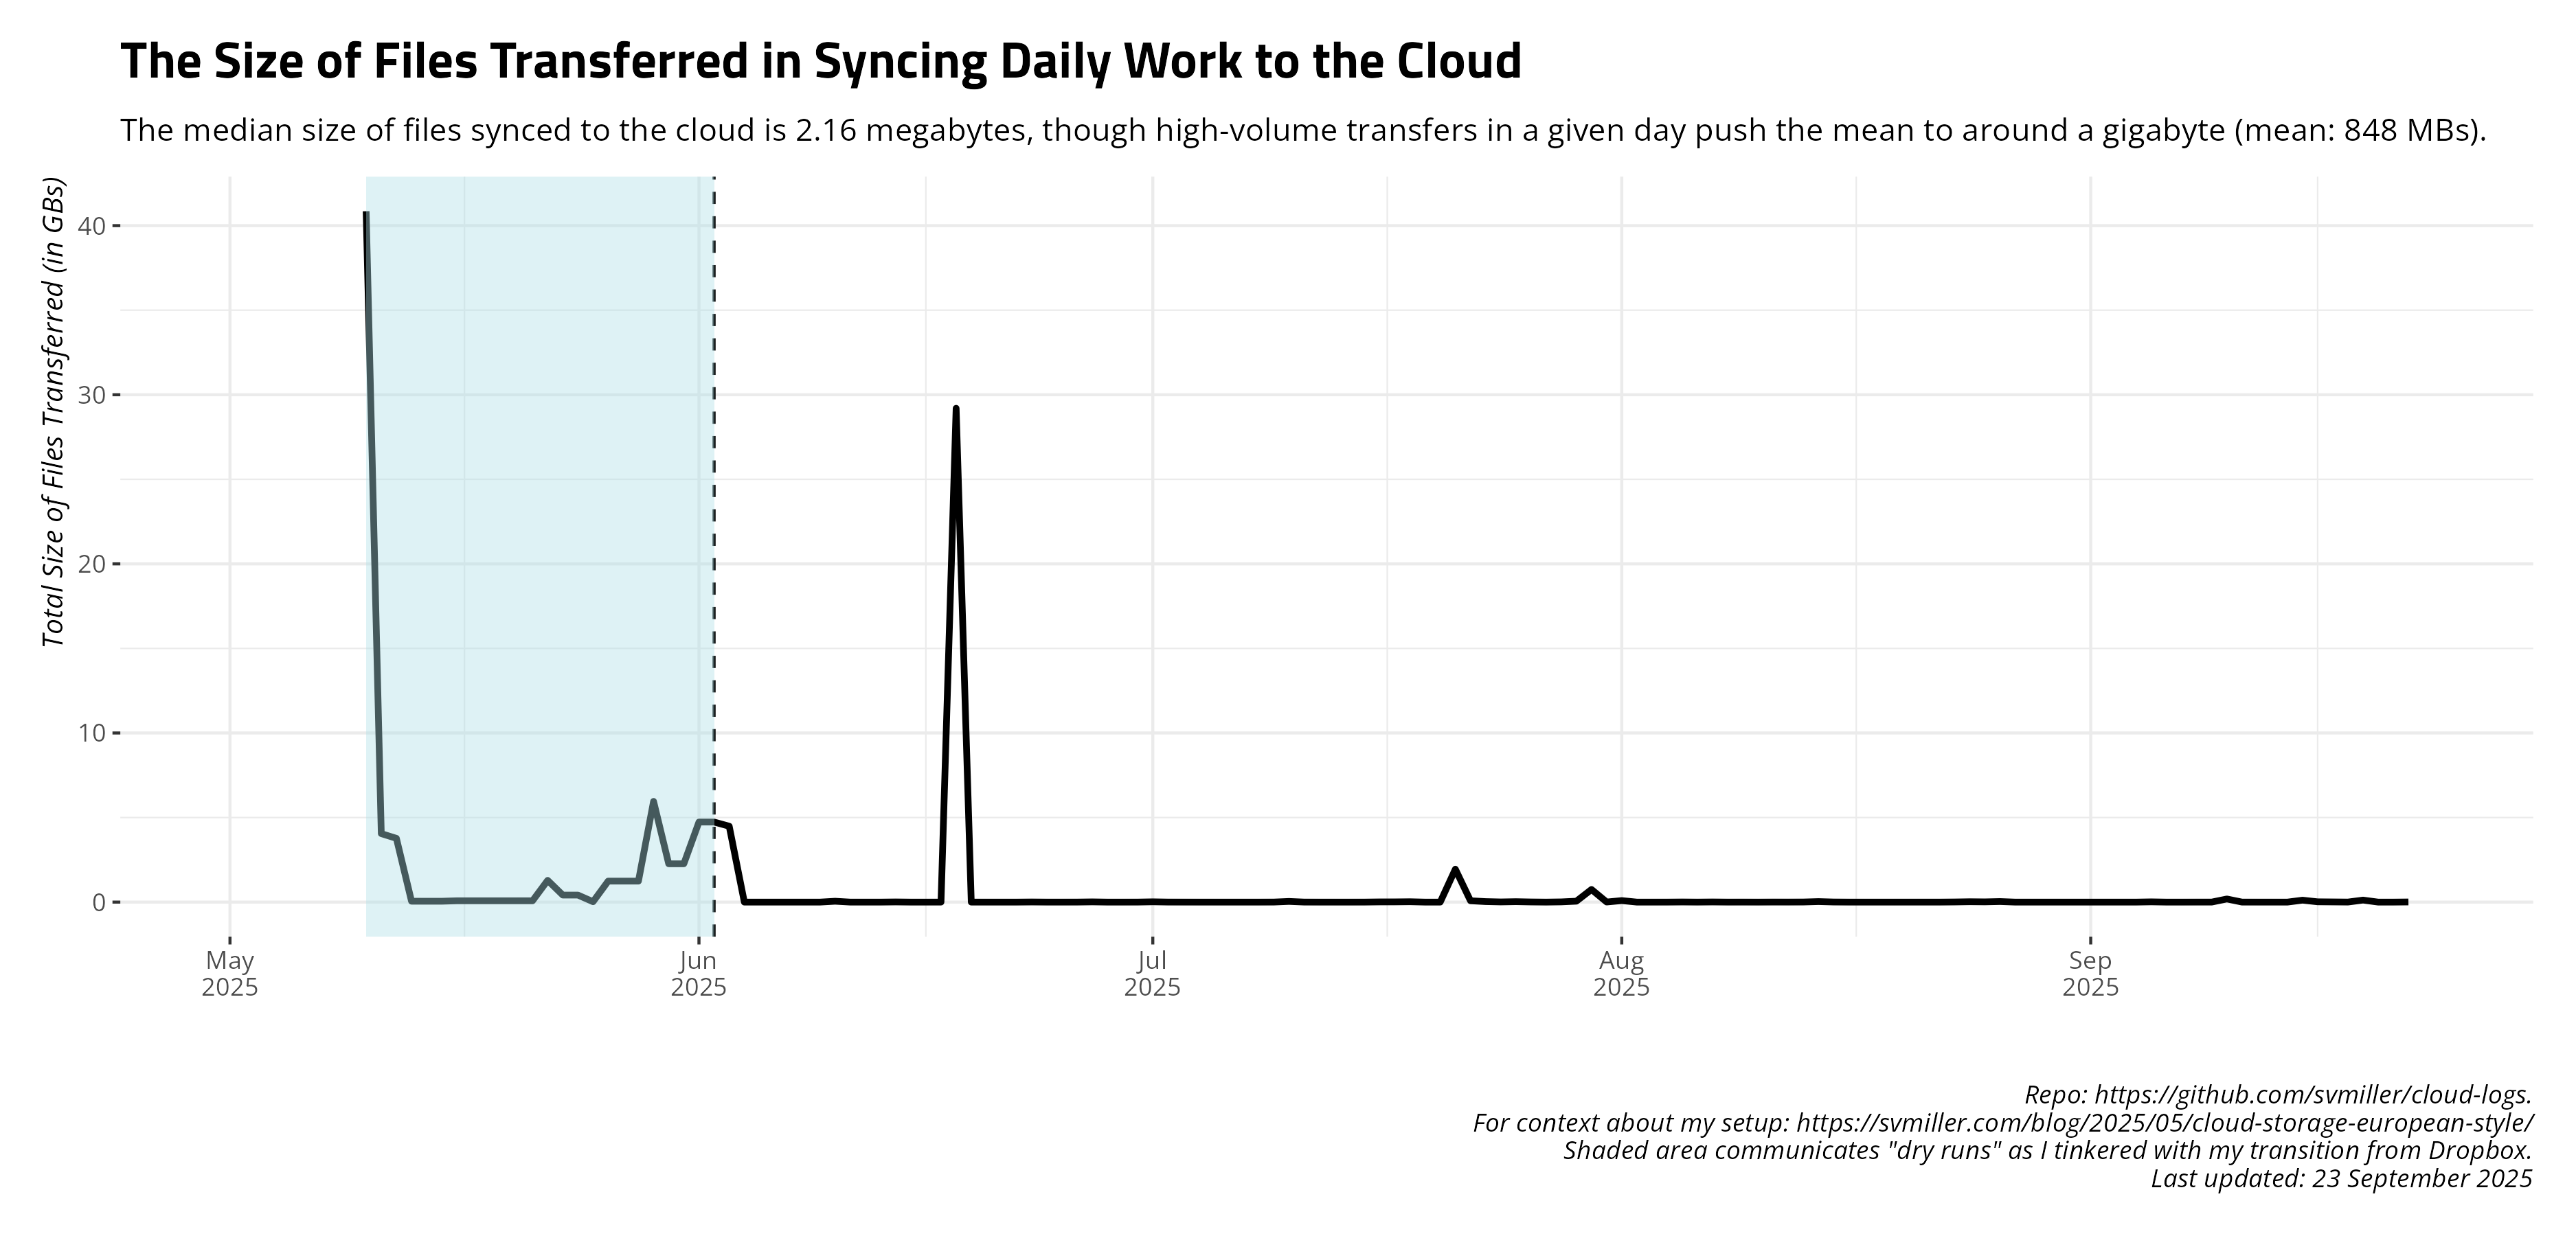 The Size of Files Transferred in Syncing Daily Work to the Cloud
The median size of files synced to the cloud is 2.16 megabytes, though high-volume transfers in a given day push the mean to around a gigabyte (mean: 848 MBs).
Total Size of Files Transferred (in GBs)
40
30
20
10
0
May
2025
Jun
2025
Jul
2025
Aug
2025
Sep
2025
Repo: https://github.com/svmiller/cloud-logs.
For context about my setup: https://svmiller.com/blog/2025/05/cloud-storage-european-style/
Shaded area communicates "dry runs" as I tinkered with my transition from Dropbox.
Last updated: 23 September 2025